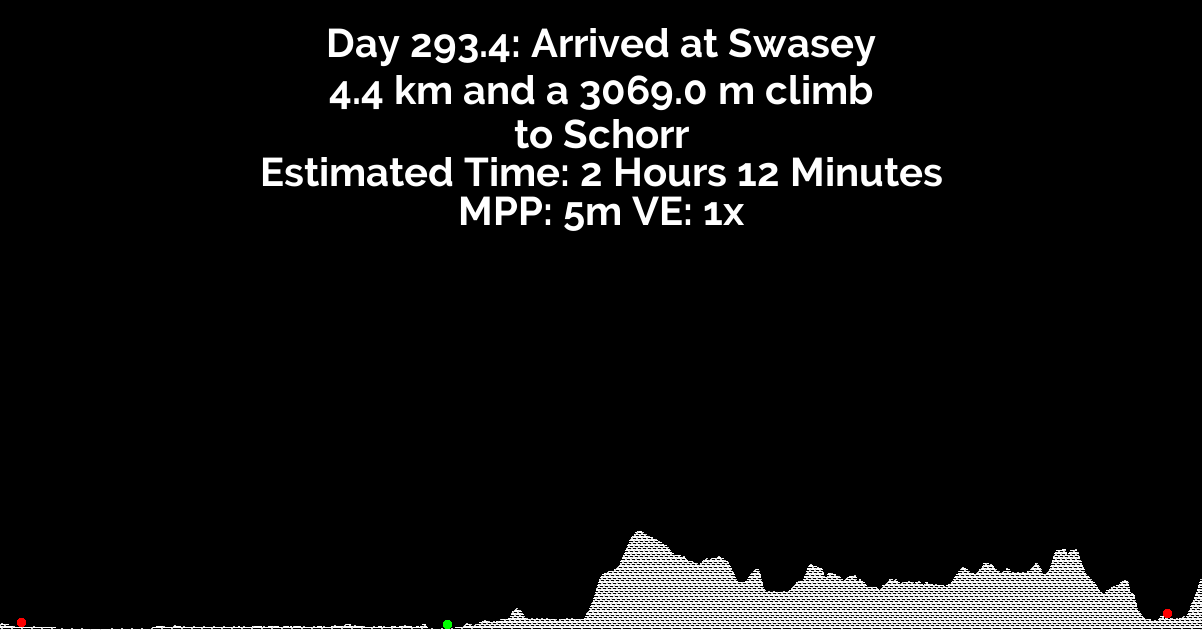 Day 293.4: Arrived at Swasey
4.4 km and a 3069.0 m climb
to Schorr
Estimated Time: 2 Hours 12 Minutes
MPP: 5m VE: 1x